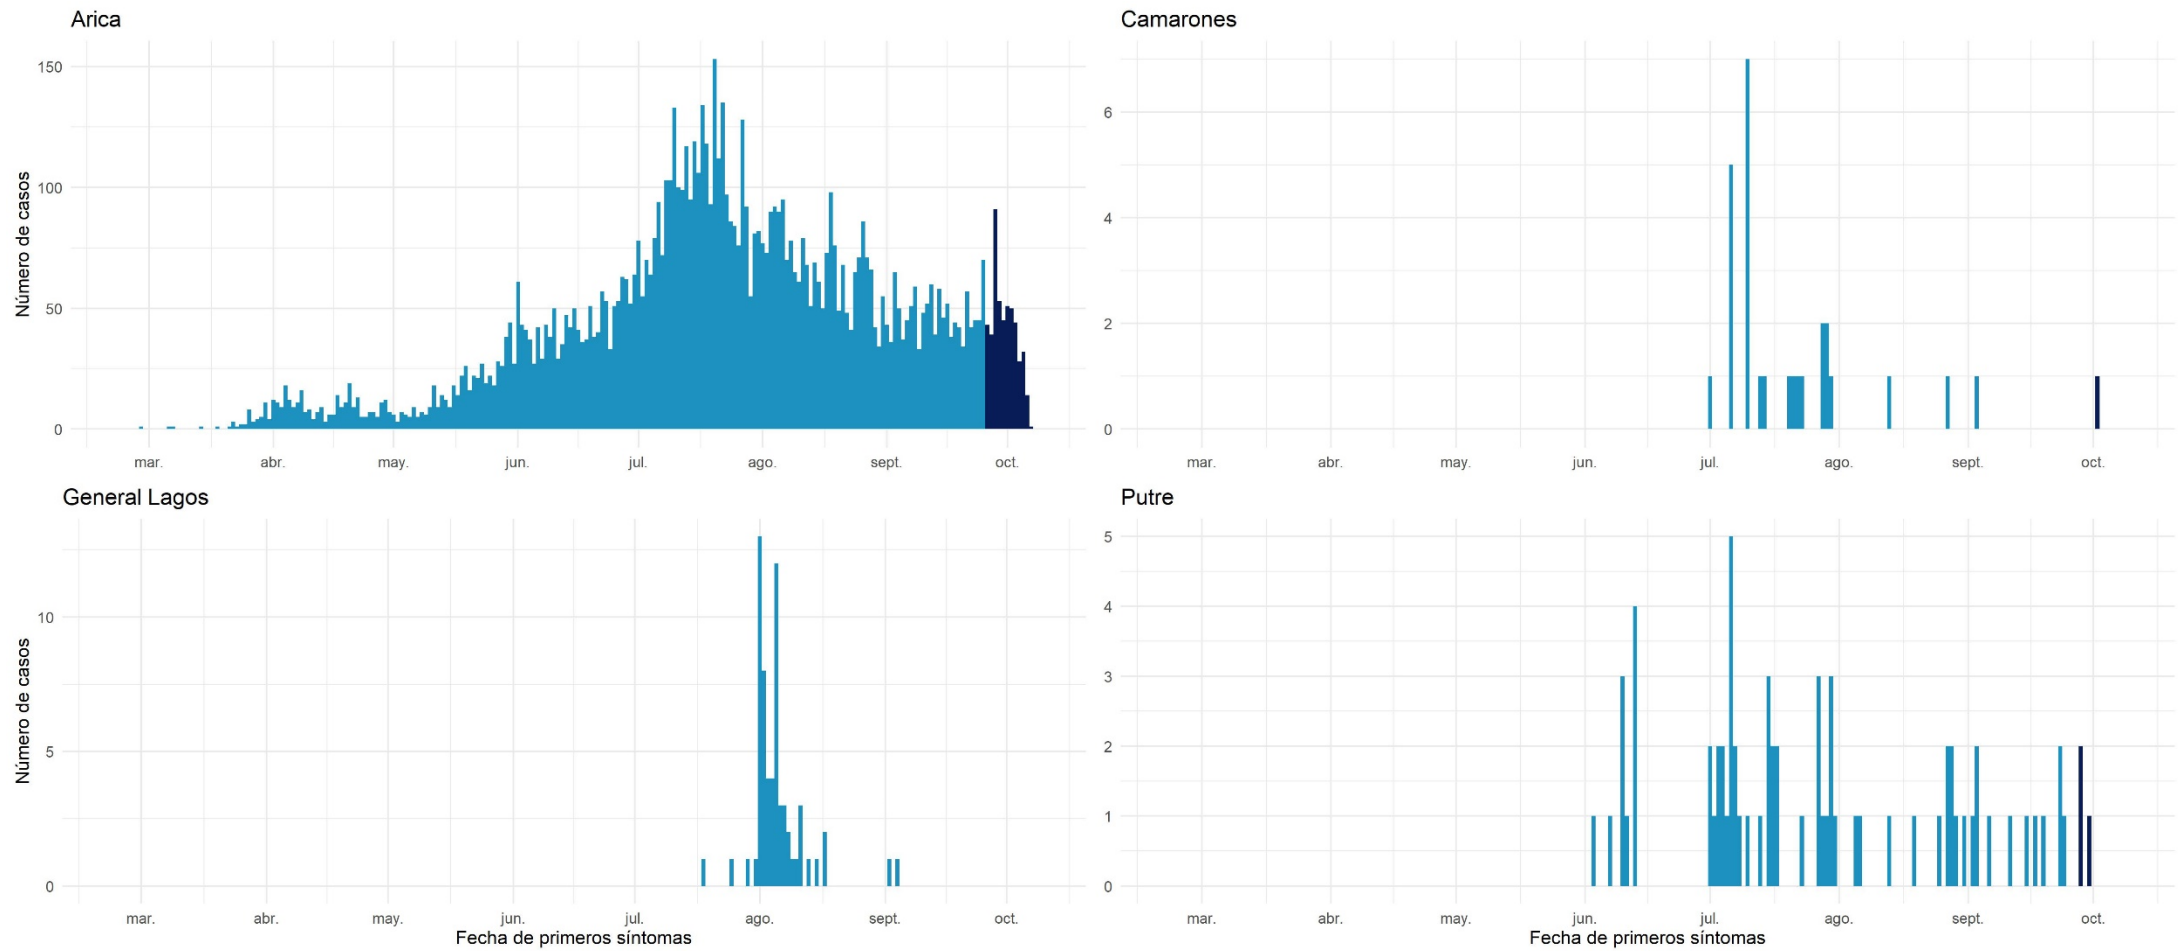 Arica
Número de casos
150
100
50
0
mar. abr. may. jun. jul. ago. sept. oct.
Camarones
6
4
2
0
mar. abr. may. jun. jul. ago. sept. oct.
General Lagos
Número de casos
10
5
0
mar. abr. may. jun. jul. ago. sept. oct.
Fecha de primeros síntomas
Putre
5
4
3
2
1
0
mar. abr. may. jun. jul. ago. sept. oct.
Fecha de primeros síntomas